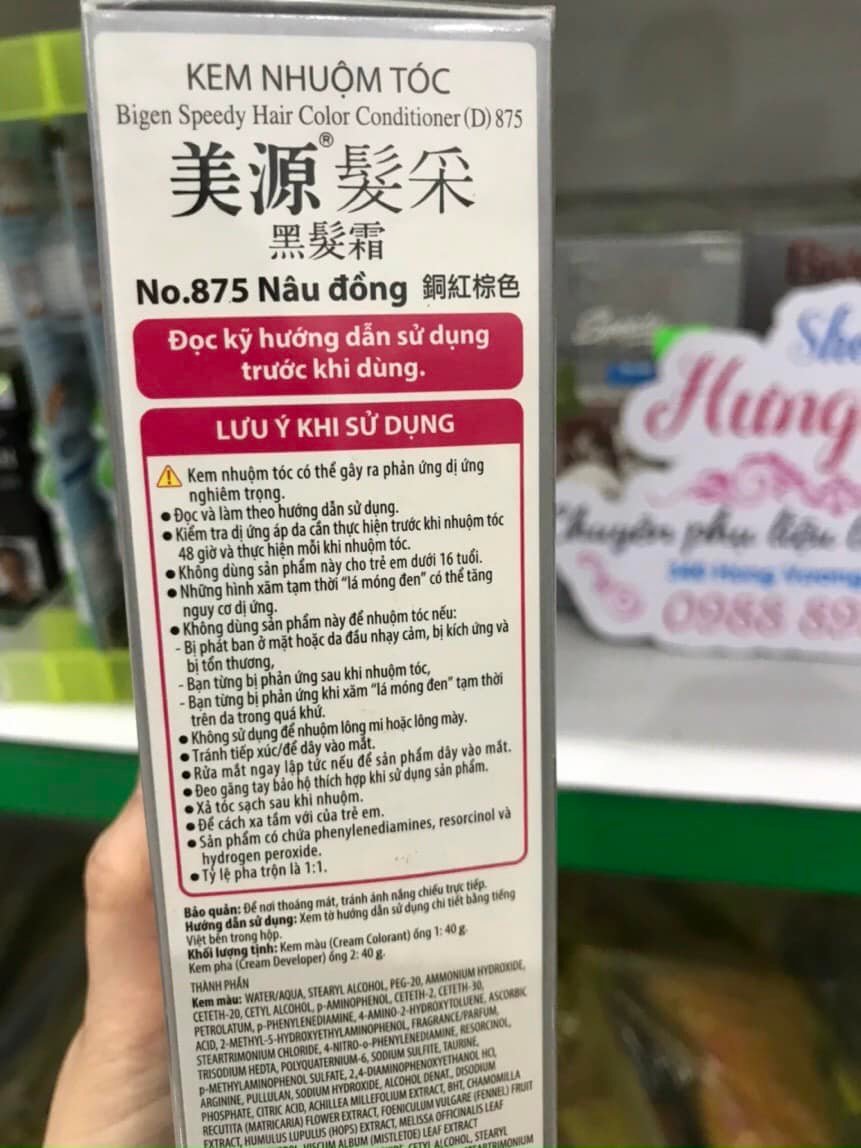 KEM NHUỘM TÓC
Bigen Speedy Hair Color Conditioner (D) 875
美源®髮采
黑髮霜
No.875 Nâu đồng 銅紅棕色
Đọc kỹ hướng dẫn sử dụng
trước khi dùng.
LƯU Ý KHI SỬ DỤNG
Kem nhuộm tóc có thể gây ra phản ứng dị ứng
nghiêm trọng.
● Đọc và làm theo hướng dẫn sử dụng.
● Kiểm tra dị ứng áp da cần thực hiện trước khi nhuộm tóc
48 giờ và thực hiện mỗi khi nhuộm tóc.
● Không dùng sản phẩm này cho trẻ em dưới 16 tuổi.
● Những hình xăm tạm thời "lá móng đen" có thể tăng
nguy cơ dị ứng.
● Không dùng sản phẩm này để nhuộm tóc nếu:
- Bị phát ban ở mặt hoặc da đầu nhạy cảm, bị kích ứng và
bị tổn thương,
- Bạn từng bị phản ứng sau khi nhuộm tóc,
- Bạn từng bị phản ứng khi xăm "lá móng đen" tạm thời
trên da trong quá khứ.
● Không sử dụng để nhuộm lông mi hoặc lông mày.
● Tránh tiếp xúc/để dây vào mắt.
● Rửa mắt ngay lập tức nếu để sản phẩm dây vào mắt.
● Đeo găng tay bảo hộ thích hợp khi sử dụng sản phẩm.
● Xả tóc sạch sau khi nhuộm.
● Để cách xa tầm với của trẻ em.
● Sản phẩm có chứa phenylenediamines, resorcinol và
hydrogen peroxide.
● Tỷ lệ pha trộn là 1:1.
Bảo quản: Để nơi thoáng mát, tránh ánh nắng chiếu trực tiếp.
Hướng dẫn sử dụng: Xem tờ hướng dẫn sử dụng chi tiết bằng tiếng
Việt bên trong hộp.
Khối lượng tịnh: Kem màu (Cream Colorant) ống 1: 40 g.
Kem pha (Cream Developer) ống 2: 40 g.
THÀNH PHẦN
Kem màu: WATER/AQUA, STEARYL ALCOHOL, PEG-20, AMMONIUM HYDROXIDE,
CETETH-20, CETYL ALCOHOL, p-AMINOPHENOL, CETETH-2, CETETH-30,
PETROLATUM, p-PHENYLENEDIAMINE, 4-AMINO-2-HYDROXYTOLUENE, ASCORBIC
ACID, 2-METHYL-5-HYDROXYETHYLAMINOPHENOL, FRAGRANCE/PARFUM,
STEARTRIMONIUM CHLORIDE, 4-NITRO-o-PHENYLENEDIAMINE, RESORCINOL,
TRISODIUM HEDTA, POLYQUATERNIUM-6, SODIUM SULFITE, TAURINE,
p-METHYLAMINOPHENOL SULFATE, 2,4-DIAMINOPHENOXYETHANOL HCl,
ARGININE, PULLULAN, SODIUM HYDROXIDE, ALCOHOL DENAT., DISODIUM
PHOSPHATE, CITRIC ACID, ACHILLEA MILLEFOLIUM EXTRACT, BHT, CHAMOMILLA
RECUTITA (MATRICARIA) FLOWER EXTRACT, FOENICULUM VULGARE (FENNEL) FRUIT
EXTRACT, HUMULUS LUPULUS (HOPS) EXTRACT, MELISSA OFFICINALIS LEAF
VISCUM ALBUM (MISTLETOE) LEAF EXTRACT
CETYL ALCOHOL, STEARYL
Hưng
Chuyên phụ liệu
168 Hùng Vương
0988 89